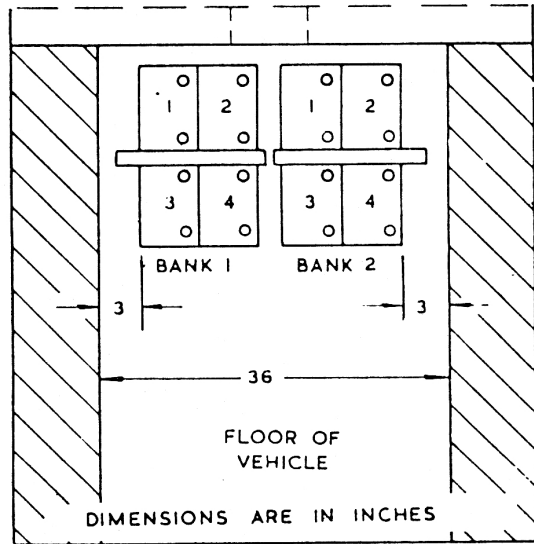 1 2 1 2
3 4 3 4
BANK 1 BANK 2
3 3
36
FLOOR OF
VEHICLE
DIMENSIONS ARE IN INCHES